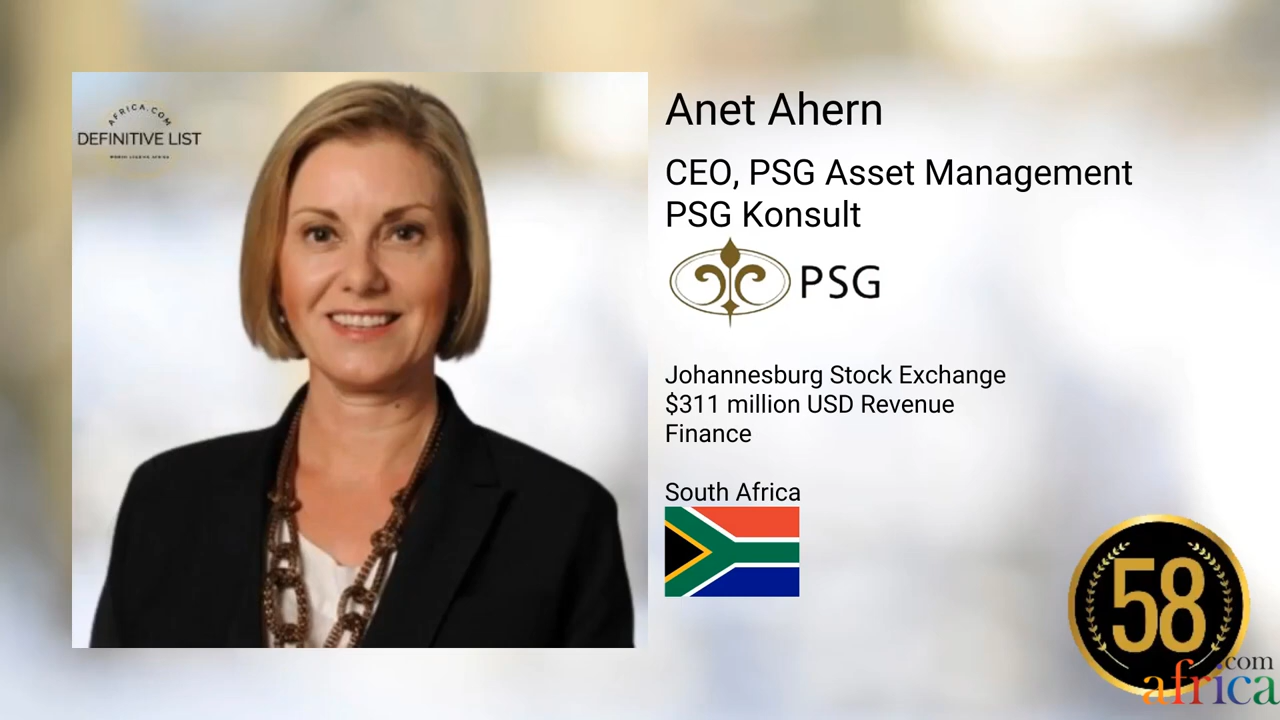 AFRICA.COM
DEFINITIVE LIST
Anet Ahern
CEO, PSG Asset Management
PSG Konsult
PSG
Johannesburg Stock Exchange
$311 million USD Revenue
Finance
South Africa
58
.com
africa